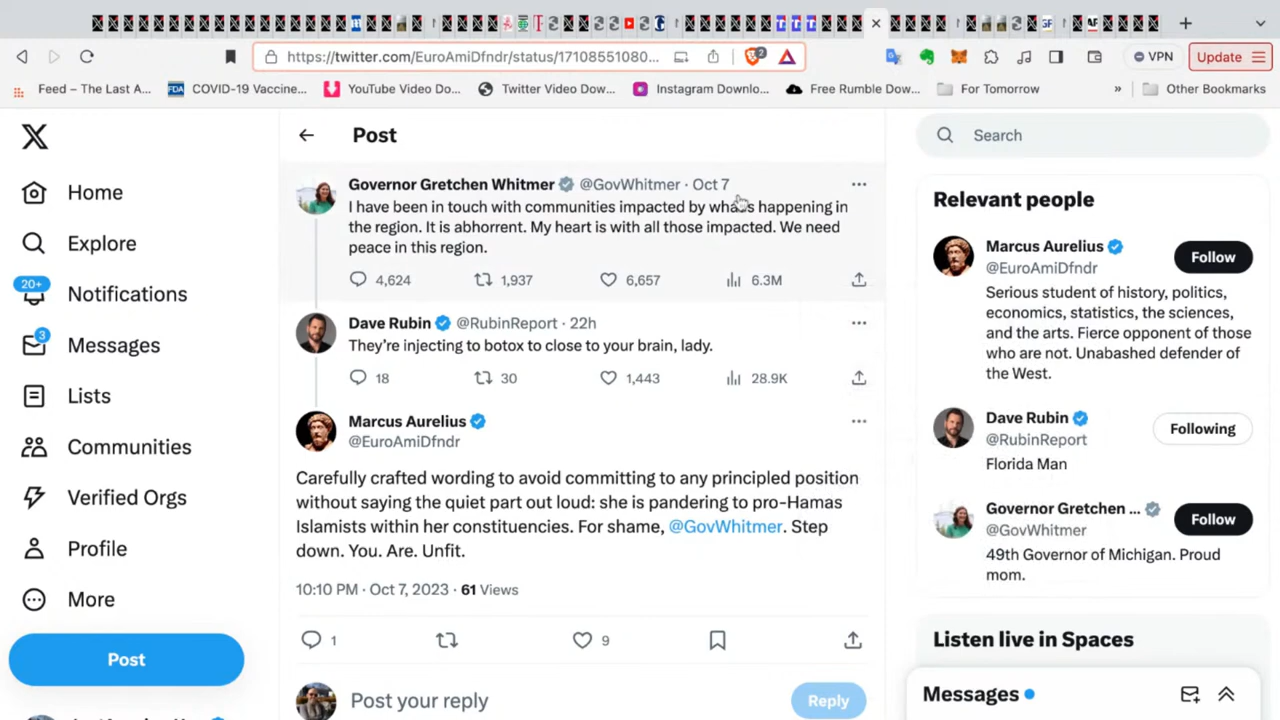 https://twitter.com/EuroAmiDfndr/status/17108551080...
2
VPN
Update
Feed – The Last A...
COVID-19 Vaccine...
YouTube Video Do...
Twitter Video Dow...
Instagram Downlo...
Free Rumble Dow...
For Tomorrow
»
Other Bookmarks
Home
Explore
20+
Notifications
3
Messages
Lists
Communities
Verified Orgs
Profile
More
Post
Post
Governor Gretchen Whitmer @GovWhitmer · Oct 7
I have been in touch with communities impacted by what's happening in
the region. It is abhorrent. My heart is with all those impacted. We need
peace in this region.
4,624 1,937 6,657 6.3M
Dave Rubin @RubinReport · 22h
They're injecting to botox to close to your brain, lady.
18 30 1,443 28.9K
Marcus Aurelius
@EuroAmiDfndr
Carefully crafted wording to avoid committing to any principled position
without saying the quiet part out loud: she is pandering to pro-Hamas
Islamists within her constituencies. For shame, @GovWhitmer. Step
down. You. Are. Unfit.
10:10 PM · Oct 7, 2023 · 61 Views
1 9
Post your reply
Reply
Search
Relevant people
Marcus Aurelius
@EuroAmiDfndr
Follow
Serious student of history, politics,
economics, statistics, the sciences,
and the arts. Fierce opponent of those
who are not. Unabashed defender of
the West.
Dave Rubin
@RubinReport
Following
Florida Man
Governor Gretchen ...
@GovWhitmer
Follow
49th Governor of Michigan. Proud
mom.
Listen live in Spaces
Messages